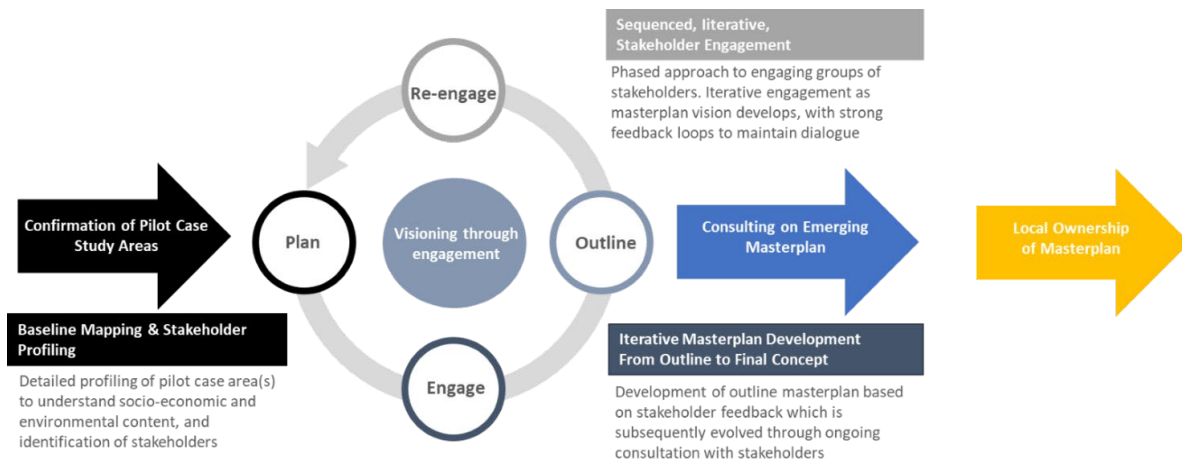 Confirmation of Pilot Case
Study Areas
Baseline Mapping & Stakeholder
Profiling
Detailed profiling of pilot case area(s)
to understand socio-economic and
environmental content, and
identification of stakeholders
Re-engage
Plan
Visioning through
engagement
Outline
Engage
Sequenced, Iiterative,
Stakeholder Engagement
Phased approach to engaging groups of
stakeholders. Iterative engagement as
masterplan vision develops, with strong
feedback loops to maintain dialogue
Consulting on Emerging
Masterplan
Iterative Masterplan Development
From Outline to Final Concept
Development of outline masterplan based
on stakeholder feedback which is
subsequently evolved through ongoing
consultation with stakeholders
Local Ownership
of Masterplan